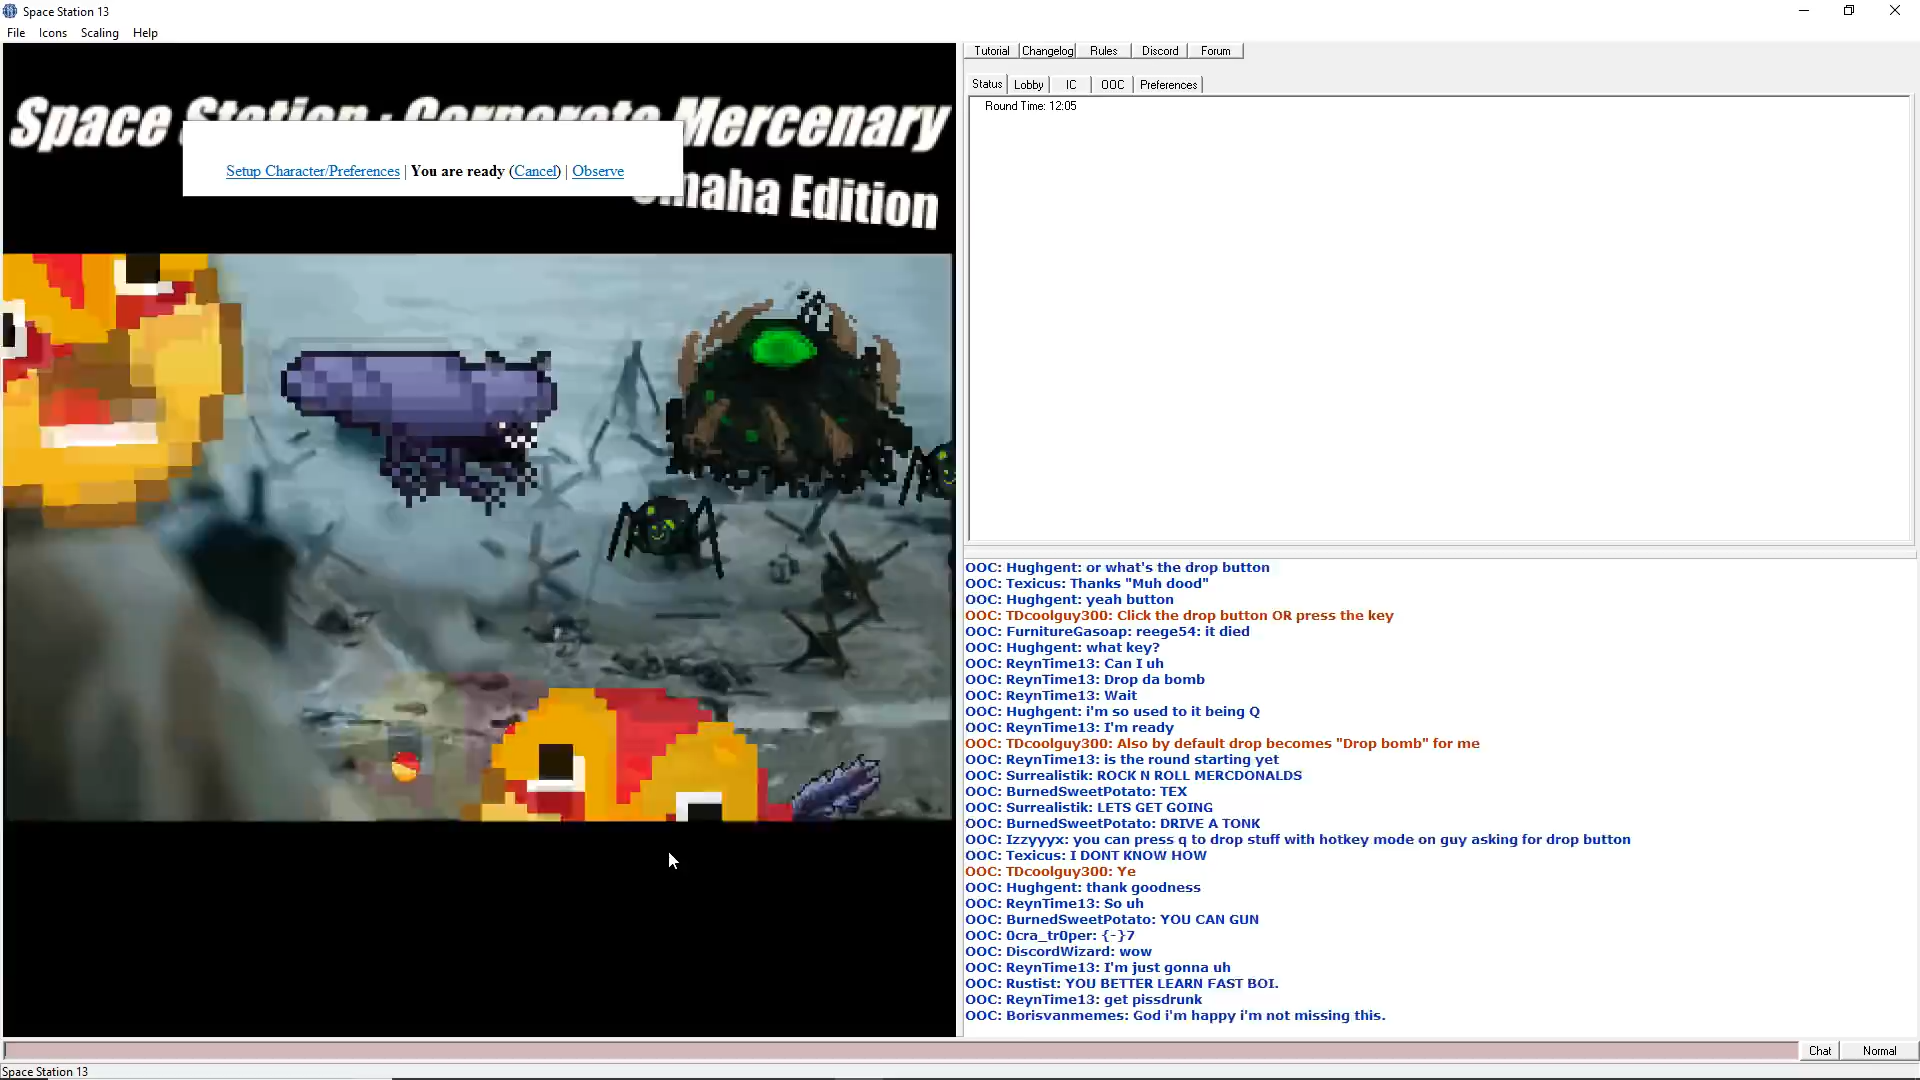 Space Station 13
File Icons Scaling Help
Tutorial Changelog Rules Discord Forum
Status Lobby IC OOC Preferences
Round Time: 12:05
Space Station: Corporate Mercenary
Omaha Edition
Setup Character/Preferences | You are ready (Cancel) | Observe
OOC: Hughgent: or what's the drop button
OOC: Texicus: Thanks "Muh dood"
OOC: Hughgent: yeah button
OOC: TDcoolguy300: Click the drop button OR press the key
OOC: FurnitureGasoap: reege54: it died
OOC: Hughgent: what key?
OOC: ReynTime13: Can I uh
OOC: ReynTime13: Drop da bomb
OOC: ReynTime13: Wait
OOC: Hughgent: i'm so used to it being Q
OOC: ReynTime13: I'm ready
OOC: TDcoolguy300: Also by default drop becomes "Drop bomb" for me
OOC: ReynTime13: is the round starting yet
OOC: Surrealistik: ROCK N ROLL MERCDONALDS
OOC: BurnedSweetPotato: TEX
OOC: Surrealistik: LETS GET GOING
OOC: BurnedSweetPotato: DRIVE A TONK
OOC: Izzyyyx: you can press q to drop stuff with hotkey mode on guy asking for drop button
OOC: Texicus: I DONT KNOW HOW
OOC: TDcoolguy300: Ye
OOC: Hughgent: thank goodness
OOC: ReynTime13: So uh
OOC: BurnedSweetPotato: YOU CAN GUN
OOC: 0cra_tr0per: {-}7
OOC: DiscordWizard: wow
OOC: ReynTime13: I'm just gonna uh
OOC: Rustist: YOU BETTER LEARN FAST BOI.
OOC: ReynTime13: get pissdrunk
OOC: Borisvanmemes: God i'm happy i'm not missing this.
Chat Normal
Space Station 13